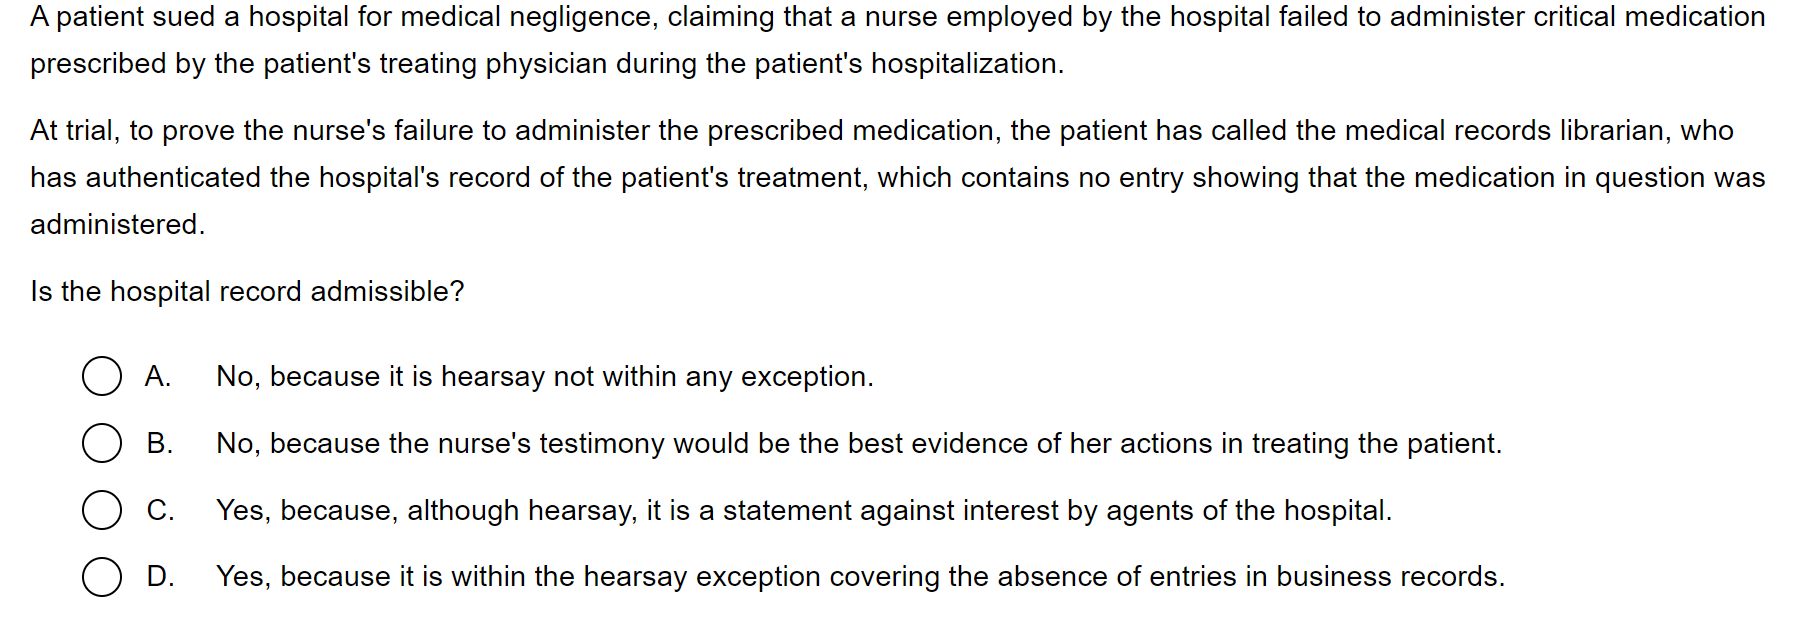 A patient sued a hospital for medical negligence, claiming that a nurse employed by the hospital failed to administer critical medication
prescribed by the patient's treating physician during the patient's hospitalization.
At trial, to prove the nurse's failure to administer the prescribed medication, the patient has called the medical records librarian, who
has authenticated the hospital's record of the patient's treatment, which contains no entry showing that the medication in question was
administered.
Is the hospital record admissible?
A. No, because it is hearsay not within any exception.
B. No, because the nurse's testimony would be the best evidence of her actions in treating the patient.
C. Yes, because, although hearsay, it is a statement against interest by agents of the hospital.
D. Yes, because it is within the hearsay exception covering the absence of entries in business records.